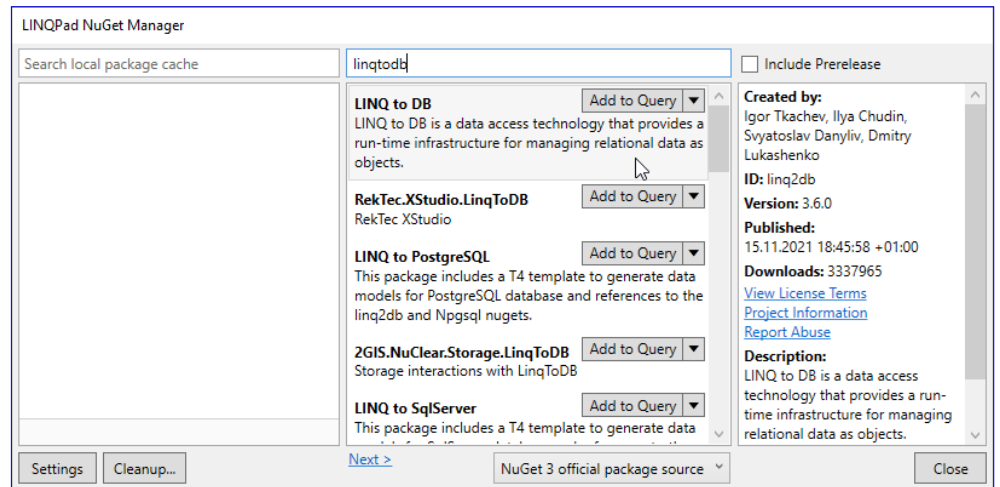 LINQPad NuGet Manager
Search local package cache
linqtodb
Include Prerelease
LINQ to DB
Add to Query
LINQ to DB is a data access technology that provides a
run-time infrastructure for managing relational data as
objects.
RekTec.XStudio.LinqToDB
Add to Query
RekTec XStudio
LINQ to PostgreSQL
Add to Query
This package includes a T4 template to generate data
models for PostgreSQL database and references to the
linq2db and Npgsql nugets.
2GIS.NuClear.Storage.LinqToDB
Add to Query
Storage interactions with LinqToDB
LINQ to SqlServer
Add to Query
This package includes a T4 template to generate data
Created by:
Igor Tkachev, Ilya Chudin,
Svyatoslav Danyliv, Dmitry
Lukashenko
ID: linq2db
Version: 3.6.0
Published:
15.11.2021 18:45:58 +01:00
Downloads: 3337965
View License Terms
Project Information
Report Abuse
Description:
LINQ to DB is a data access
technology that provides a run-
time infrastructure for managing
relational data as objects.
Settings
Cleanup...
Next >
NuGet 3 official package source
Close